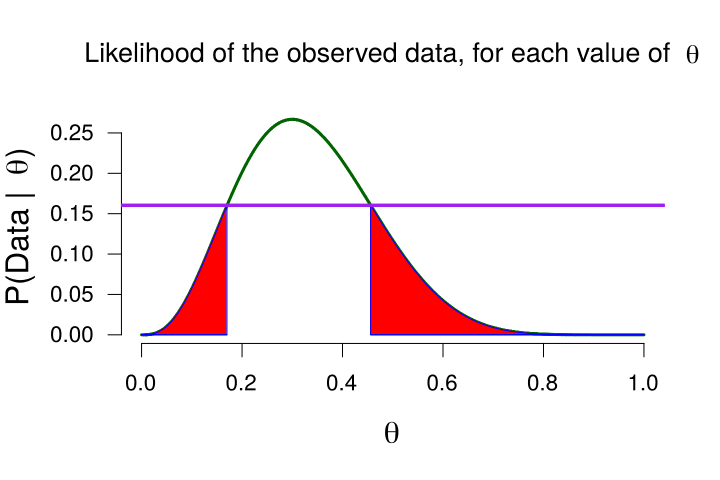 Likelihood of the observed data, for each value of θ
P(Data | θ)
0.25
0.20
0.15
0.10
0.05
0.00
0.0 0.2 0.4 0.6 0.8 1.0
θ